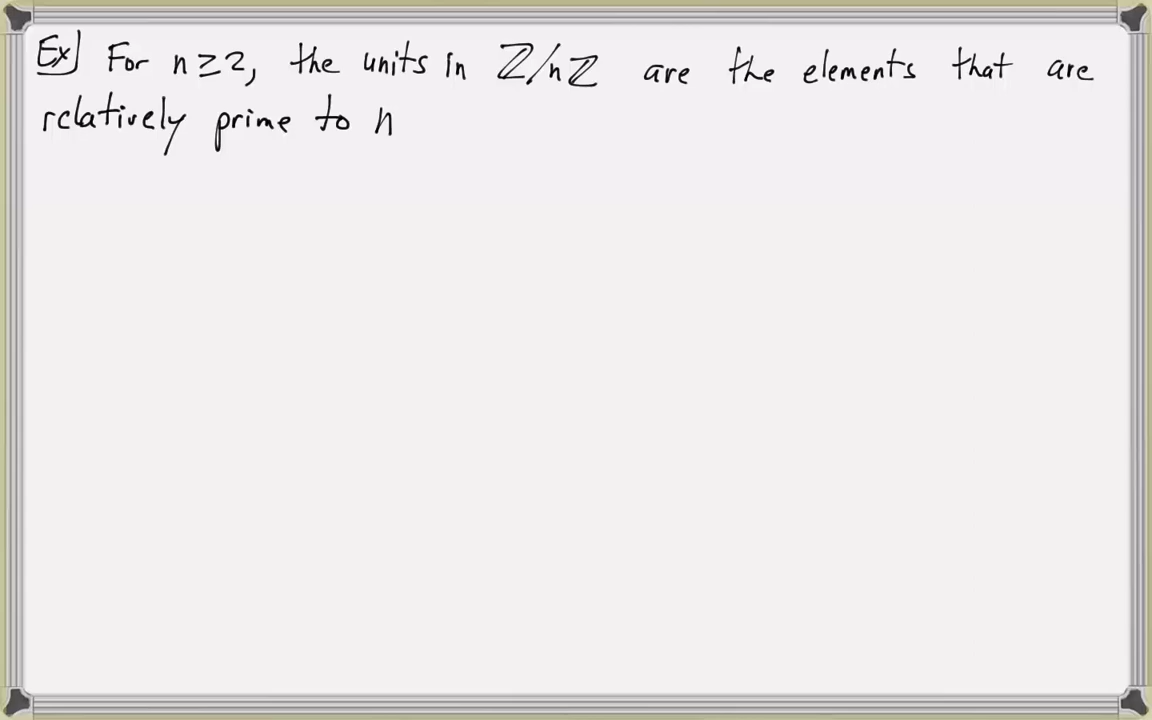 Ex] For n ≥ 2, the units in ℤ/nℤ are the elements that are
relatively prime to n